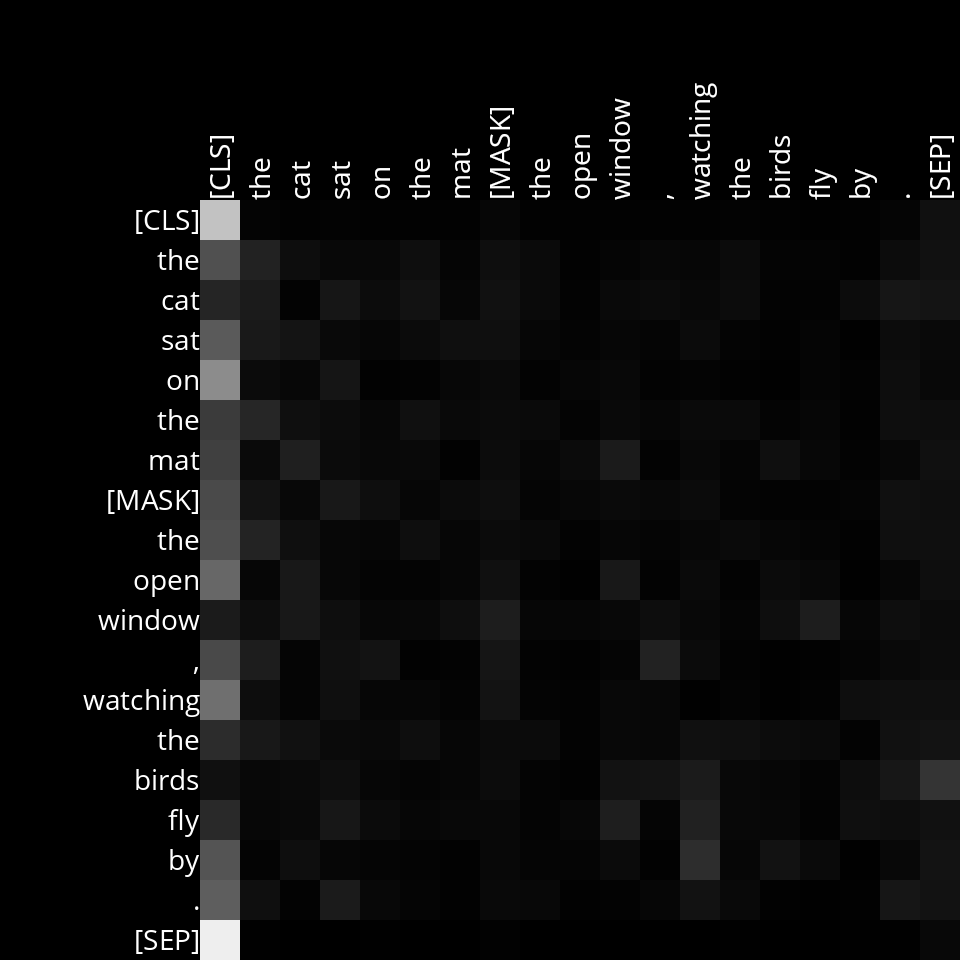 [CLS] the cat sat on the mat [MASK] the open window , watching the birds fly by . [SEP]
[CLS]
the
cat
sat
on
the
mat
[MASK]
the
open
window
,
watching
the
birds
fly
by
.
[SEP]